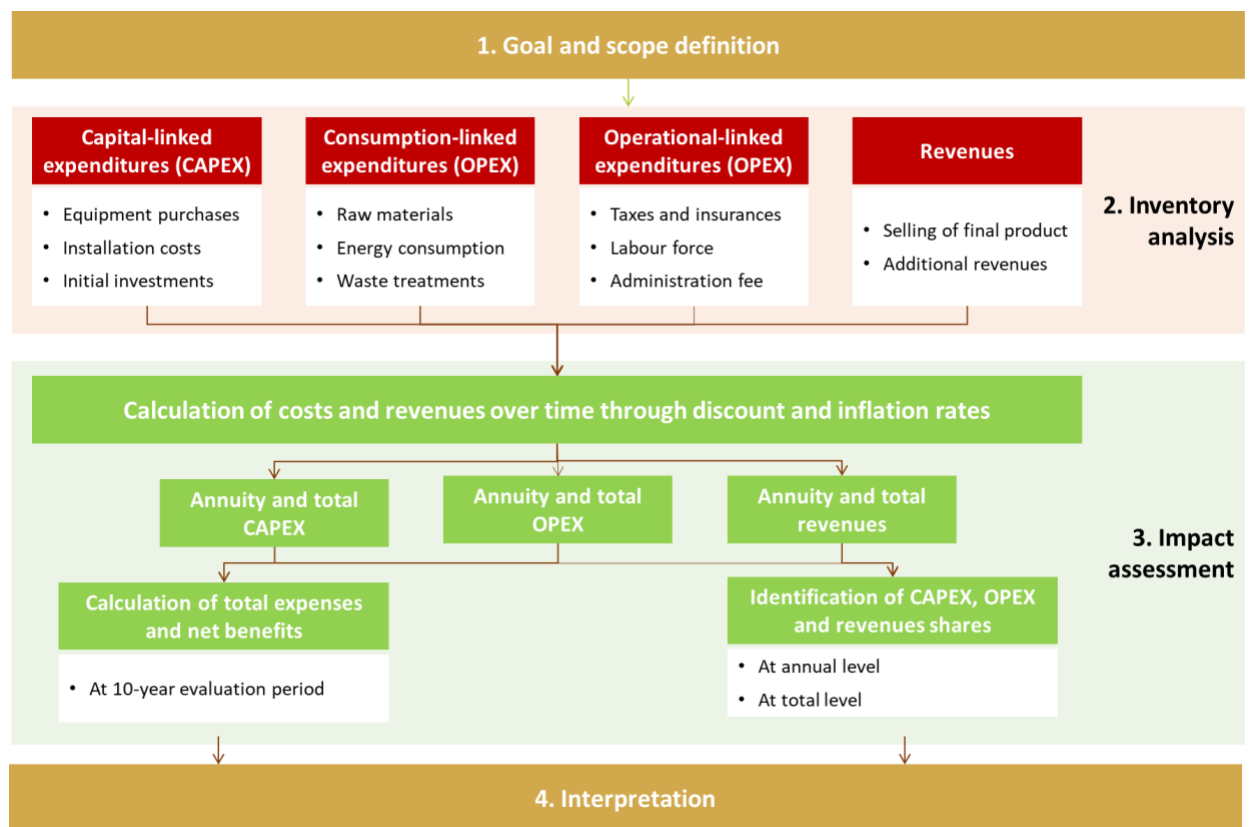 1. Goal and scope definition
Capital-linked
expenditures (CAPEX)
• Equipment purchases
• Installation costs
• Initial investments
Consumption-linked
expenditures (OPEX)
• Raw materials
• Energy consumption
• Waste treatments
Operational-linked
expenditures (OPEX)
• Taxes and insurances
• Labour force
• Administration fee
Revenues
• Selling of final product
• Additional revenues
2. Inventory
analysis
Calculation of costs and revenues over time through discount and inflation rates
Annuity and total
CAPEX
Annuity and total
OPEX
Annuity and total
revenues
3. Impact
assessment
Calculation of total expenses
and net benefits
• At 10-year evaluation period
Identification of CAPEX, OPEX
and revenues shares
• At annual level
• At total level
4. Interpretation